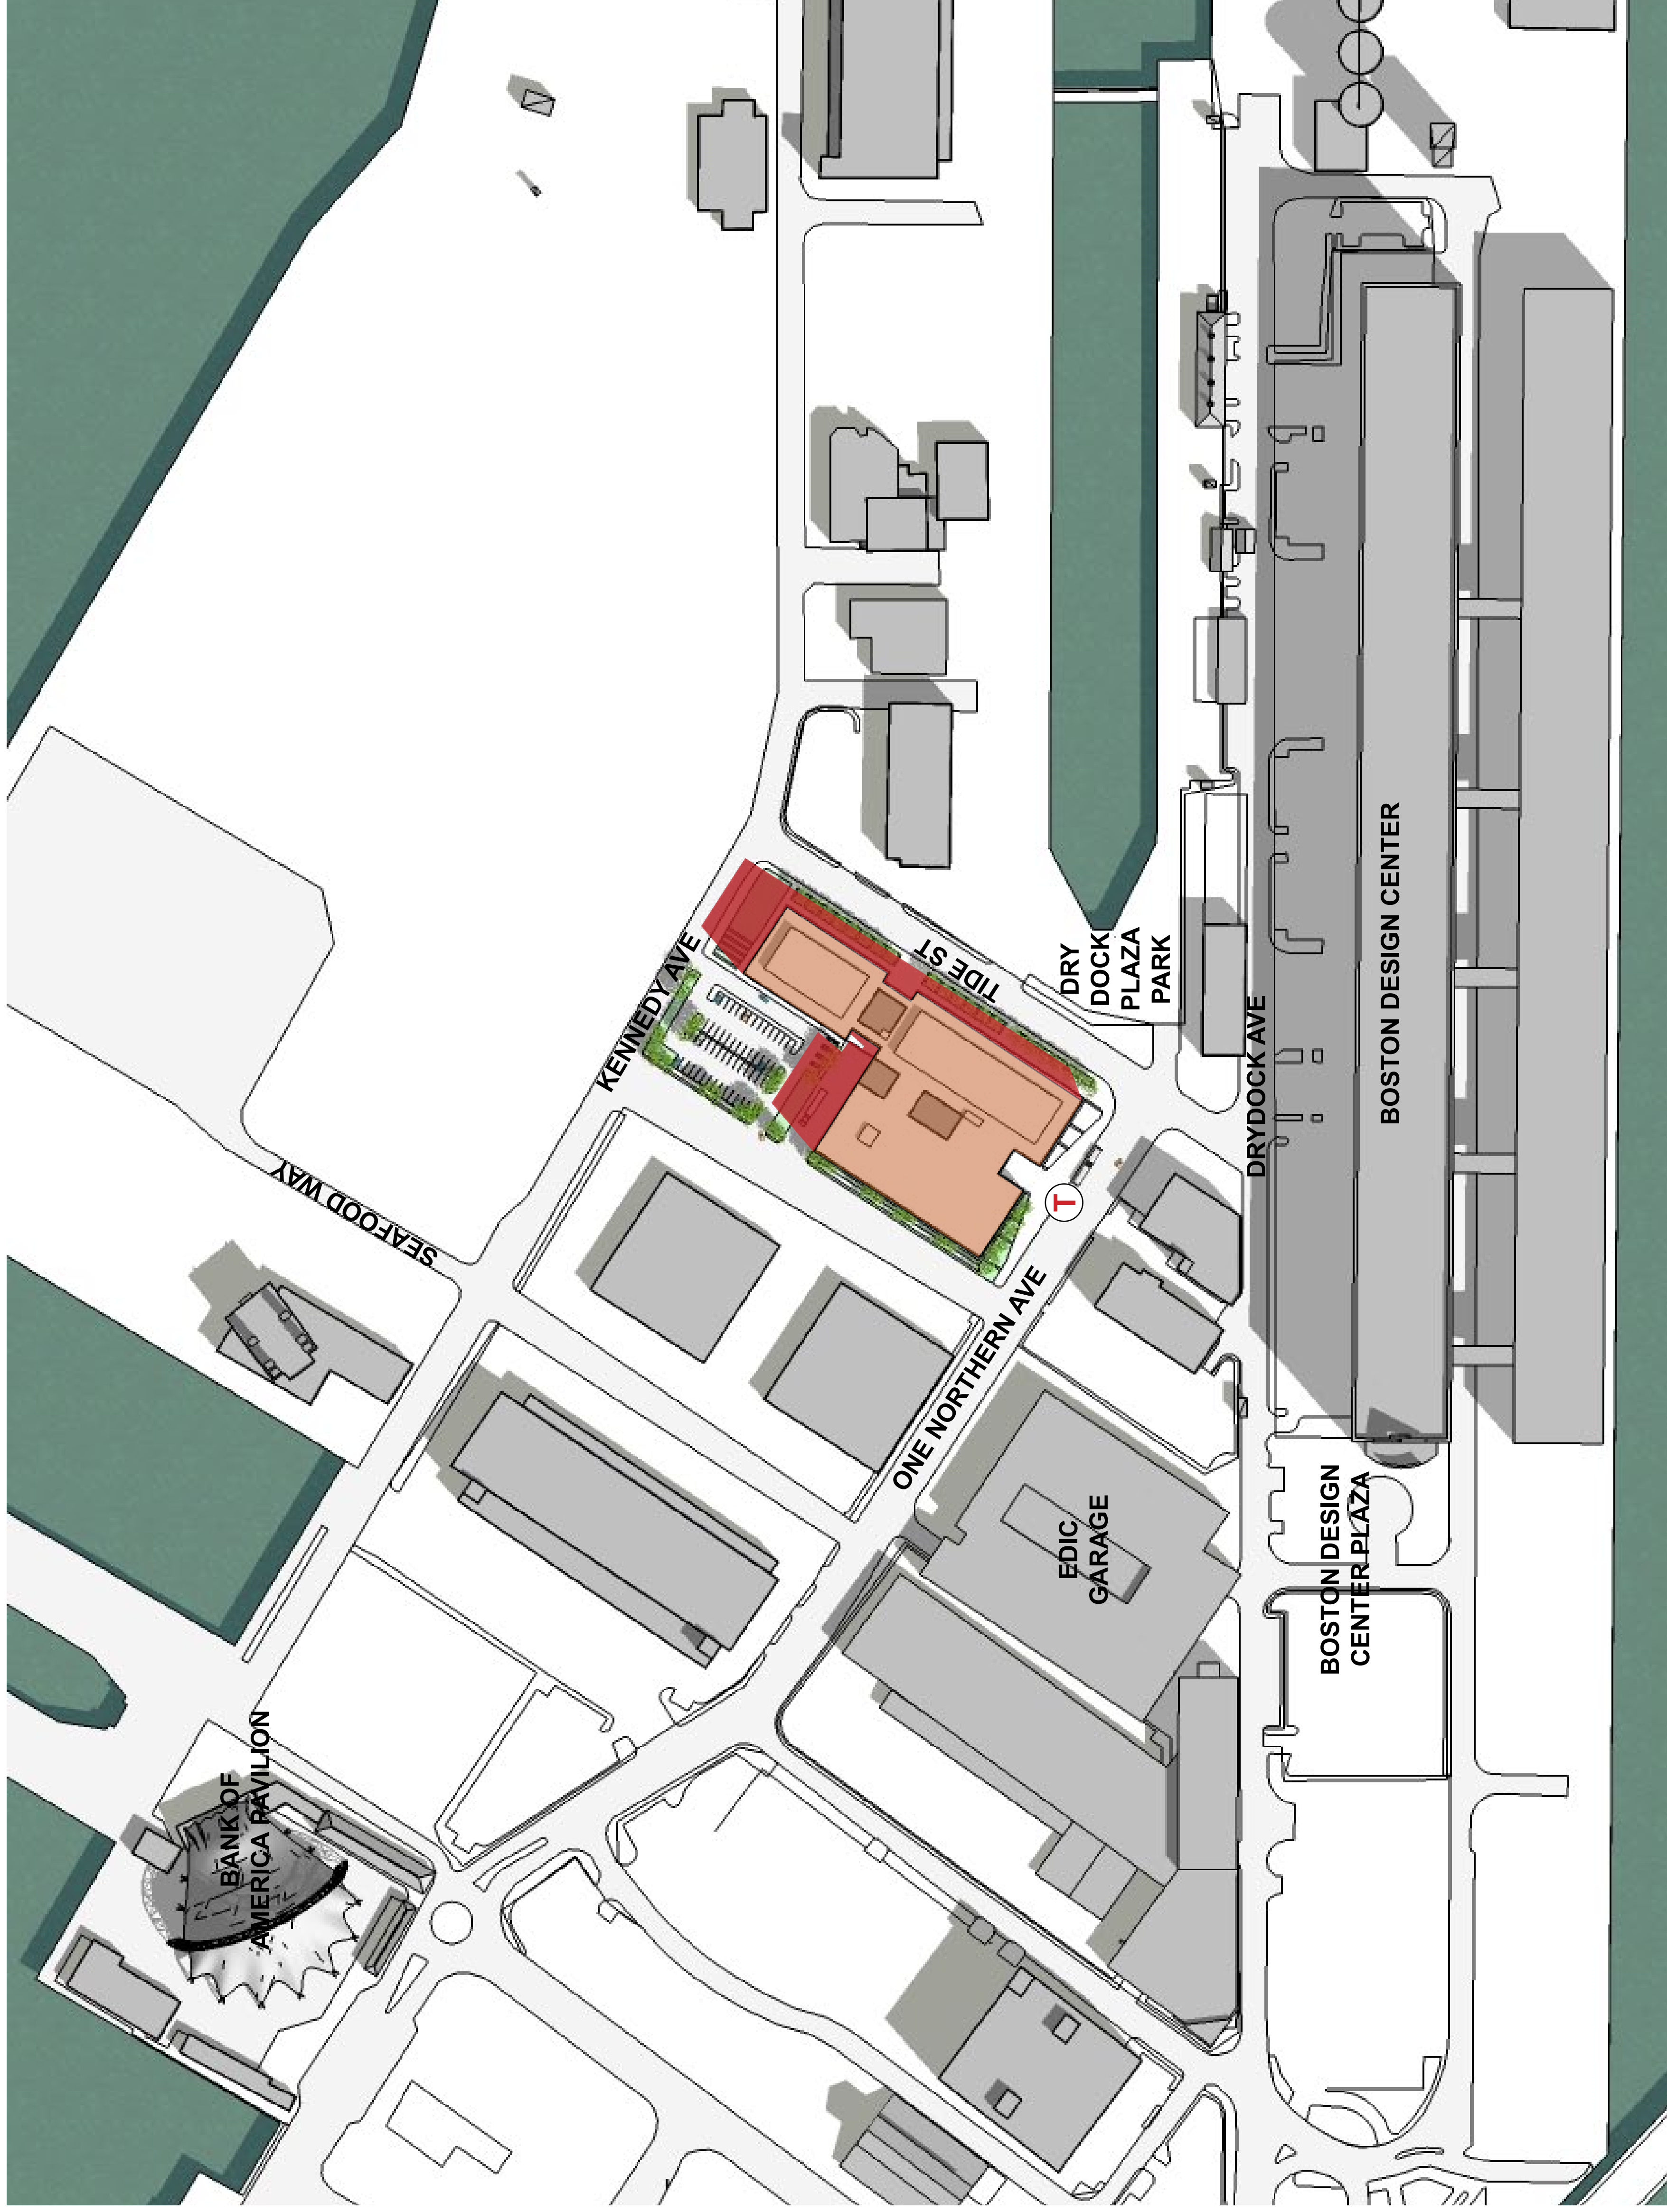 KENNEDY AVE
TIDE ST
DRY
DOCK
PLAZA
PARK
DRYDOCK AVE
BOSTON DESIGN CENTER
SEAFOOD WAY
T
ONE NORTHERN AVE
EDIC
GARAGE
BOSTON DESIGN
CENTER PLAZA
BANK OF
AMERICA PAVILION